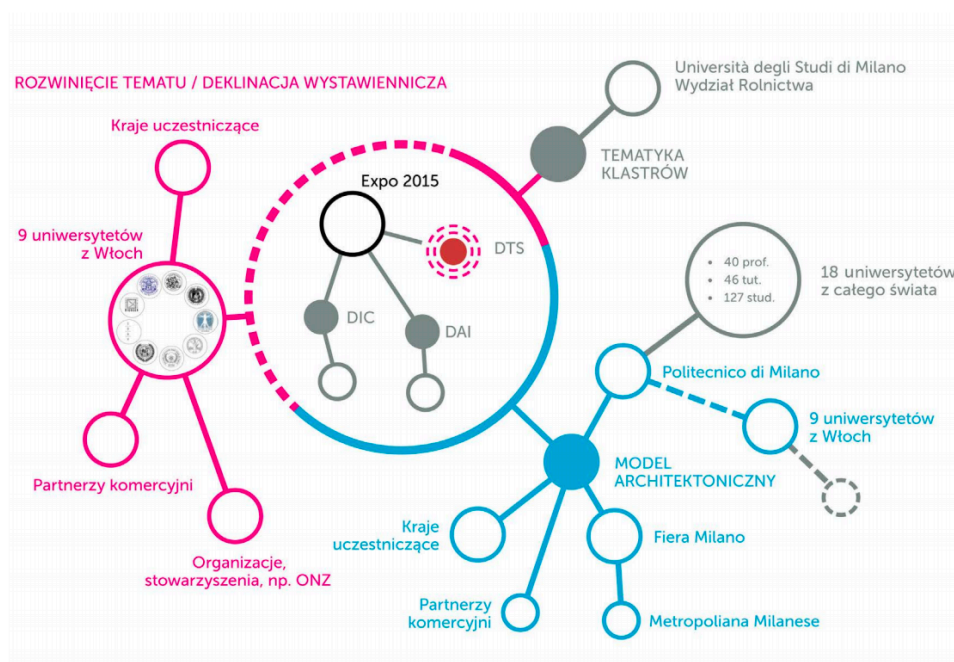 ROZWINIĘCIE TEMATU / DEKLINACJA WYSTAWIENNICZA
Kraje uczestniczące
9 uniwersytetów
z Włoch
Partnerzy komercyjni
Organizacje,
stowarzyszenia, np. ONZ
Expo 2015
DTS
DIC
DAI
Università degli Studi di Milano
Wydział Rolnictwa
TEMATYKA
KLASTRÓW
• 40 prof.
• 46 tut.
• 127 stud.
18 uniwersytetów
z całego świata
Politecnico di Milano
9 uniwersytetów
z Włoch
MODEL
ARCHITEKTONICZNY
Kraje
uczestniczące
Fiera Milano
Partnerzy
komercyjni
Metropoliana Milanese